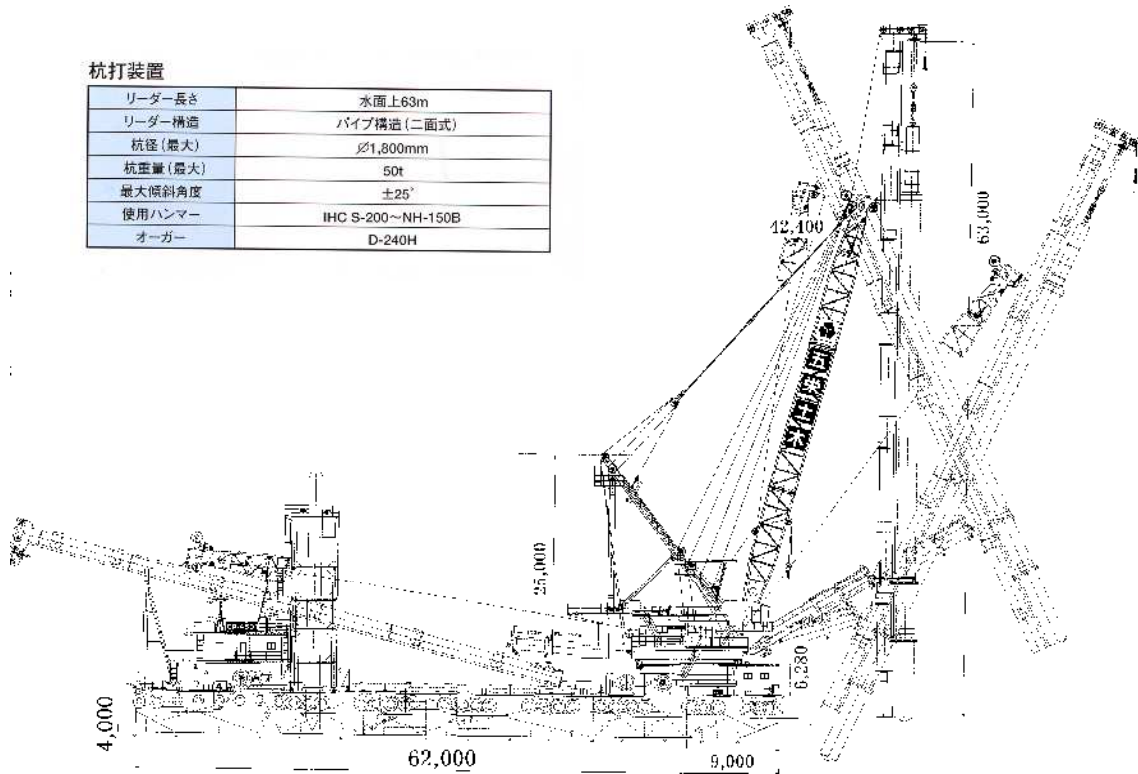 杭打装置
リーダー長さ 水面上63m
リーダー構造 パイプ構造(二面式)
杭径(最大) ∅1,800mm
杭重量(最大) 50t
最大傾斜角度 ±25°
使用ハンマー IHC S-200～NH-150B
オーガー D-240H
42,400
63,000
五栄土木
25,000
6,280
4,000
62,000
9,000